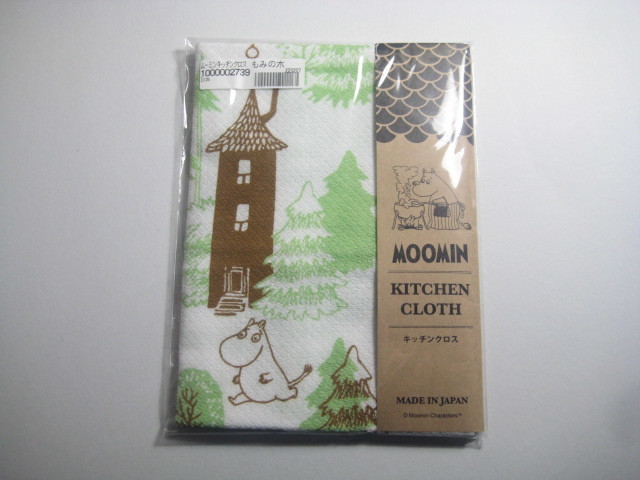 ムーミンキッチンクロス もみの木
1000002739
MOOMIN
KITCHEN
CLOTH
キッチンクロス
MADE IN JAPAN
© Moomin Characters™